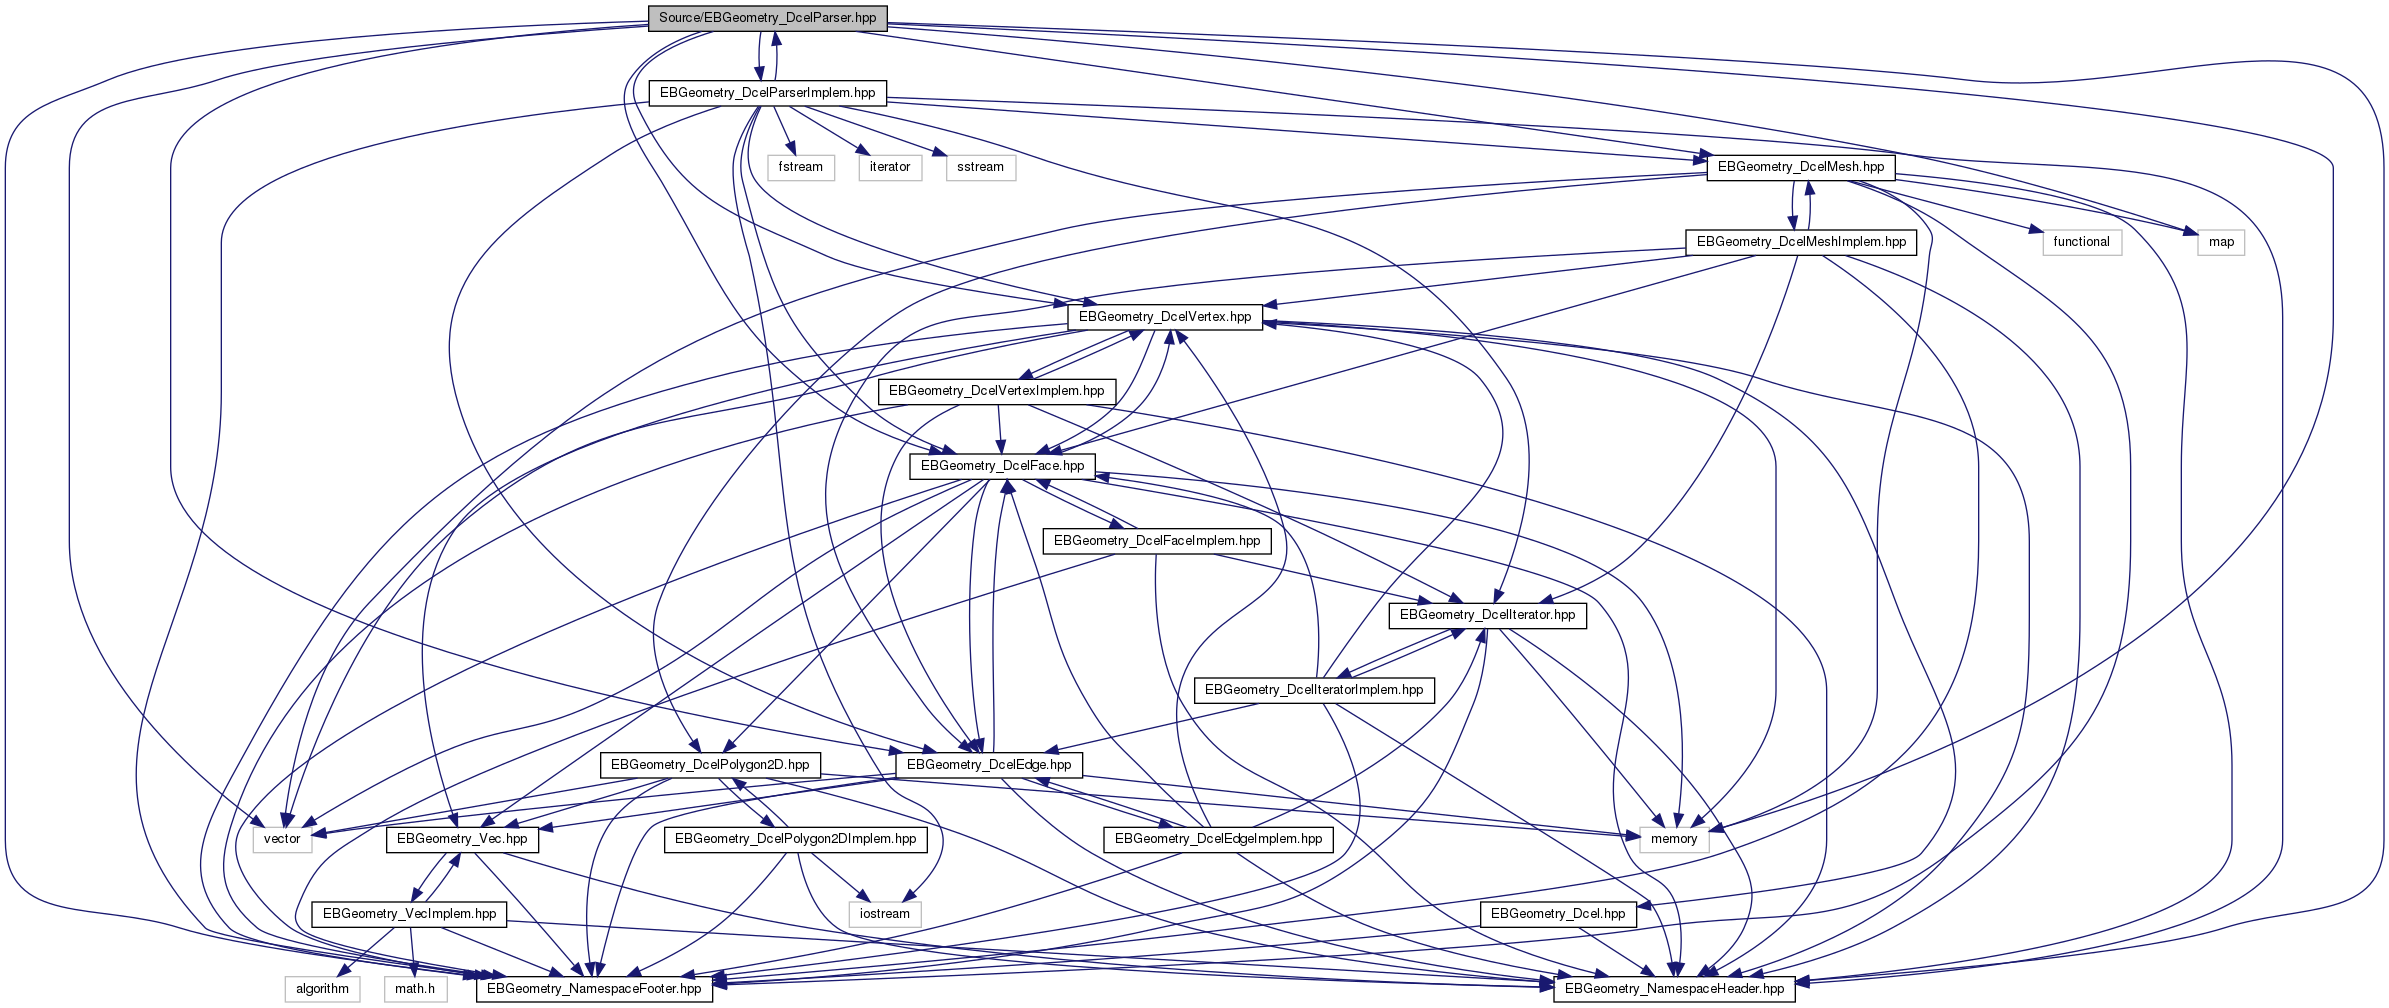 Source/EBGeometry_DcelParser.hpp
EBGeometry_DcelParserImplem.hpp
fstream
iterator
sstream
EBGeometry_DcelMesh.hpp
EBGeometry_DcelMeshImplem.hpp
functional
map
EBGeometry_DcelVertex.hpp
EBGeometry_DcelVertexImplem.hpp
EBGeometry_DcelFace.hpp
EBGeometry_DcelFaceImplem.hpp
EBGeometry_DcelIterator.hpp
EBGeometry_DcelIteratorImplem.hpp
EBGeometry_DcelPolygon2D.hpp
EBGeometry_DcelEdge.hpp
vector
EBGeometry_Vec.hpp
EBGeometry_DcelPolygon2DImplem.hpp
EBGeometry_DcelEdgeImplem.hpp
memory
EBGeometry_VecImplem.hpp
iostream
EBGeometry_Dcel.hpp
algorithm
math.h
EBGeometry_NamespaceFooter.hpp
EBGeometry_NamespaceHeader.hpp